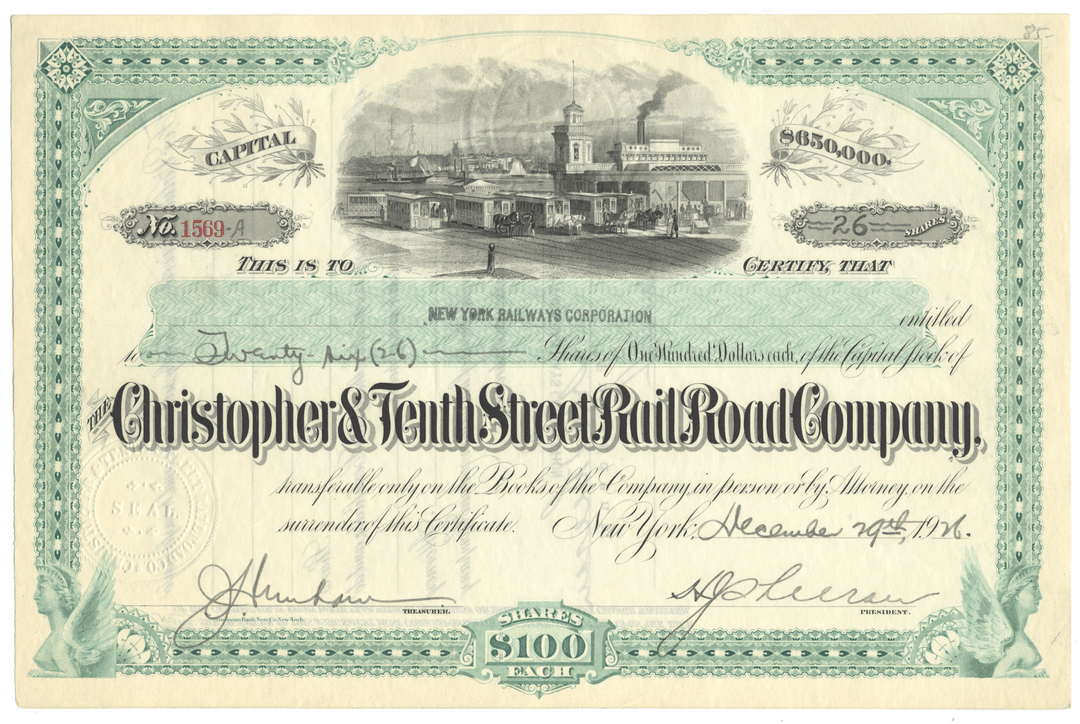 85-
CAPITAL
$650,000.
No. 1569-A
26 SHARES
THIS IS TO CERTIFY, THAT
NEW YORK RAILWAYS CORPORATION
entitled
to Twenty-six (26) Shares of One Hundred Dollars each, of the Capital Stock of
THE Christopher & Tenth Street Rail Road Company,
transferable only on the Books of the Company, in person or by Attorney, on the
surrender of this Certificate. New York, December 29th, 1926.
SEAL
TREASURER.
PRESIDENT.
SHARES
$100
EACH